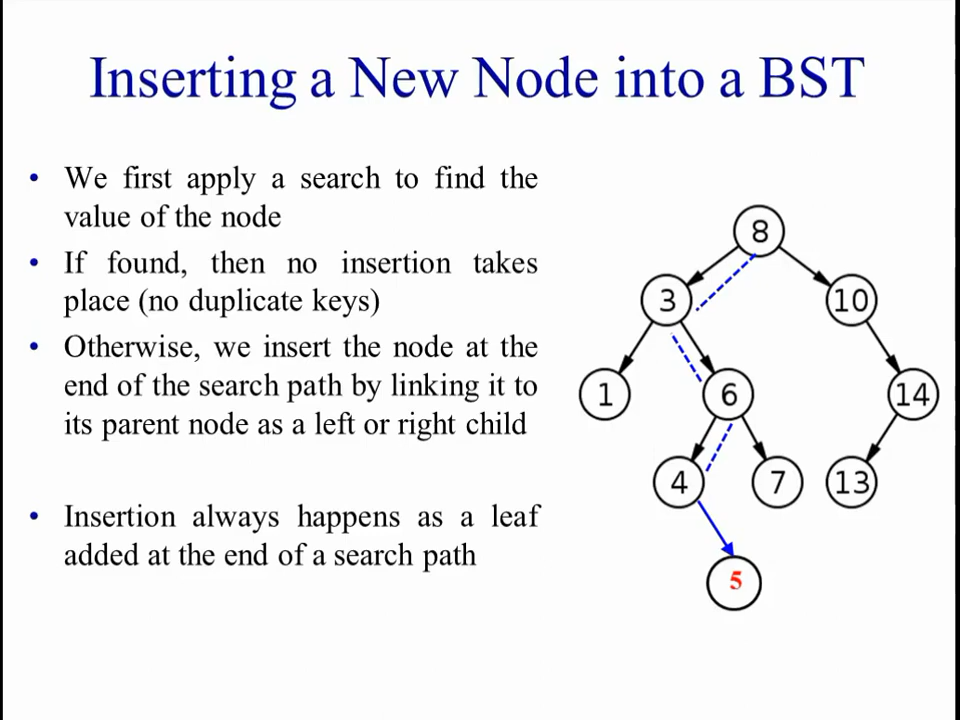 Inserting a New Node into a BST
• We first apply a search to find the
value of the node
• If found, then no insertion takes
place (no duplicate keys)
• Otherwise, we insert the node at the
end of the search path by linking it to
its parent node as a left or right child
• Insertion always happens as a leaf
added at the end of a search path
8
3
10
1
6
14
4
7
13
5